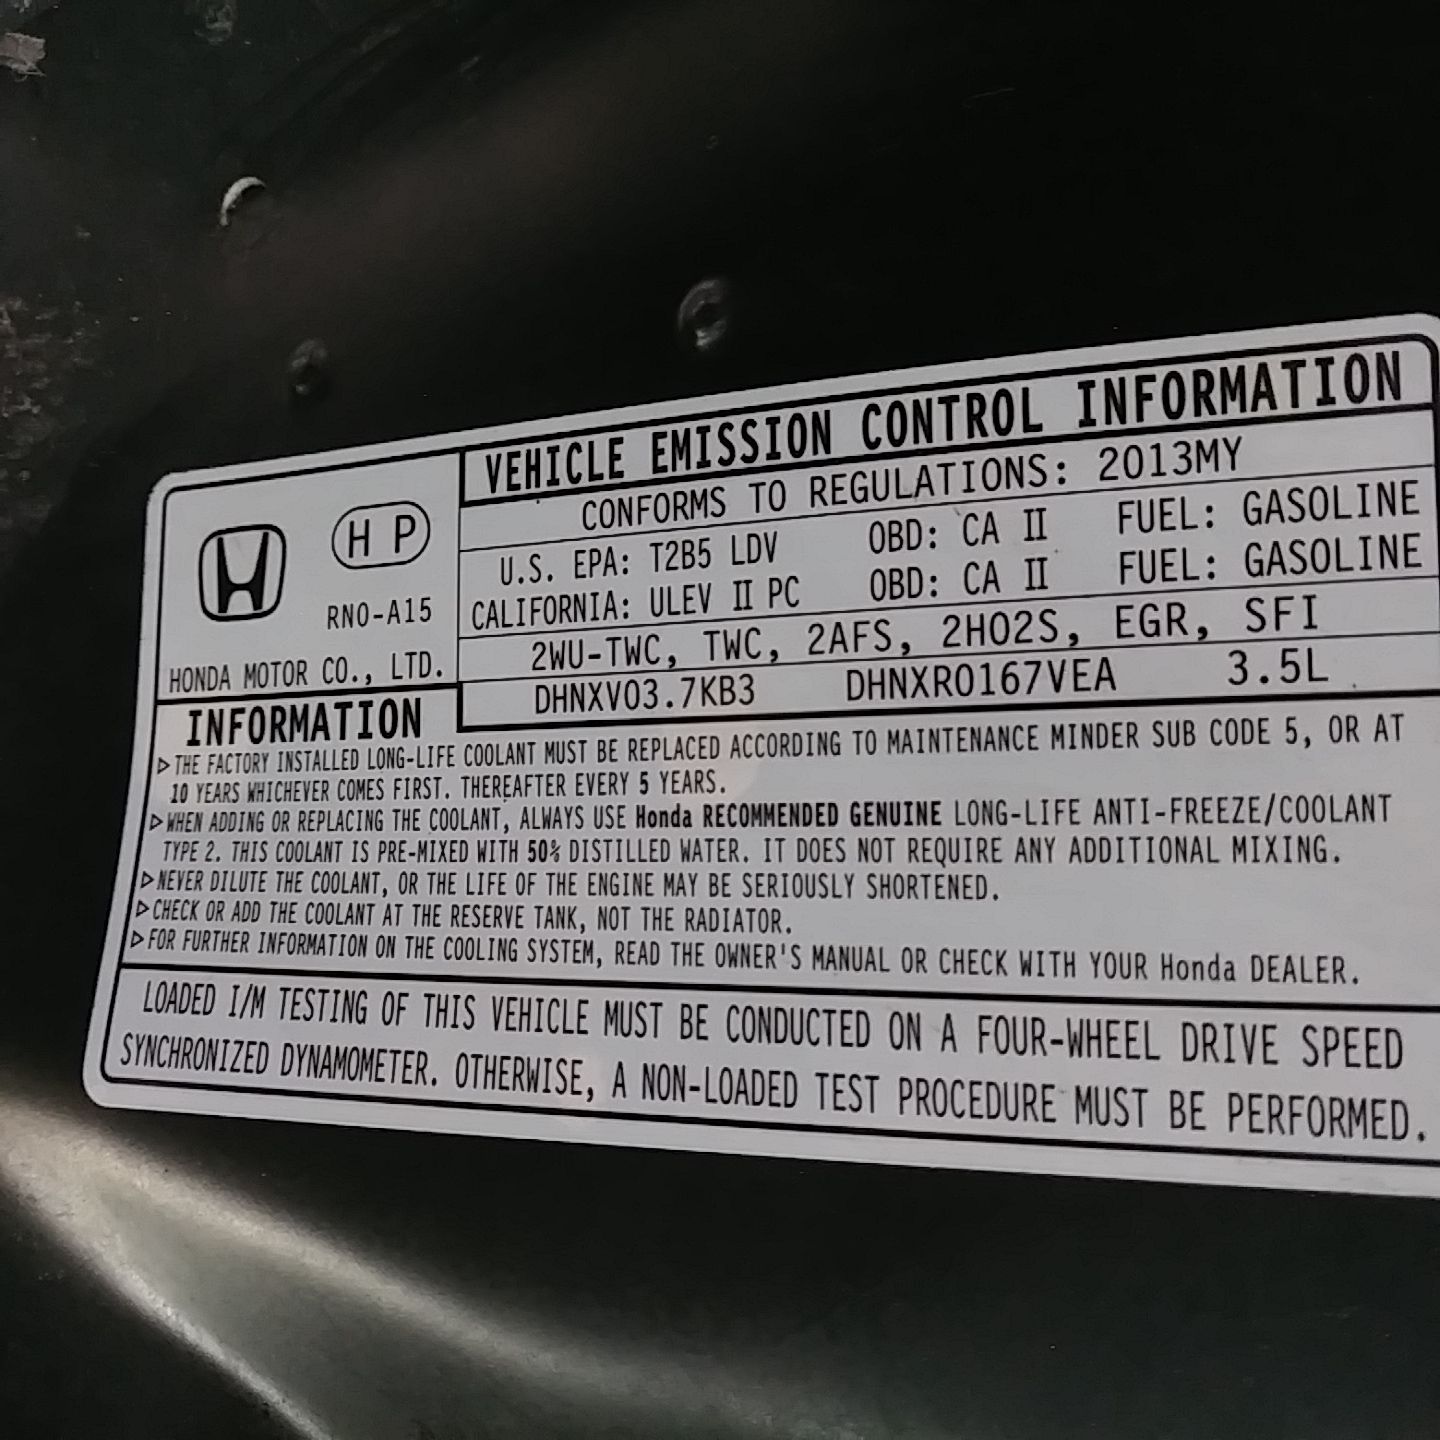 VEHICLE EMISSION CONTROL INFORMATION
CONFORMS TO REGULATIONS: 2013MY
U.S. EPA: T2B5 LDV OBD: CA II FUEL: GASOLINE
CALIFORNIA: ULEV II PC OBD: CA II FUEL: GASOLINE
2WU-TWC, TWC, 2AFS, 2HO2S, EGR, SFI
DHNXV03.7KB3 DHNXR0167VEA 3.5L
H P
RN0-A15
HONDA MOTOR CO., LTD.
INFORMATION
▷THE FACTORY INSTALLED LONG-LIFE COOLANT MUST BE REPLACED ACCORDING TO MAINTENANCE MINDER SUB CODE 5, OR AT
10 YEARS WHICHEVER COMES FIRST. THEREAFTER EVERY 5 YEARS.
▷WHEN ADDING OR REPLACING THE COOLANT, ALWAYS USE Honda RECOMMENDED GENUINE LONG-LIFE ANTI-FREEZE/COOLANT
TYPE 2. THIS COOLANT IS PRE-MIXED WITH 50% DISTILLED WATER. IT DOES NOT REQUIRE ANY ADDITIONAL MIXING.
▷NEVER DILUTE THE COOLANT, OR THE LIFE OF THE ENGINE MAY BE SERIOUSLY SHORTENED.
▷CHECK OR ADD THE COOLANT AT THE RESERVE TANK, NOT THE RADIATOR.
▷FOR FURTHER INFORMATION ON THE COOLING SYSTEM, READ THE OWNER'S MANUAL OR CHECK WITH YOUR Honda DEALER.
LOADED I/M TESTING OF THIS VEHICLE MUST BE CONDUCTED ON A FOUR-WHEEL DRIVE SPEED
SYNCHRONIZED DYNAMOMETER. OTHERWISE, A NON-LOADED TEST PROCEDURE MUST BE PERFORMED.